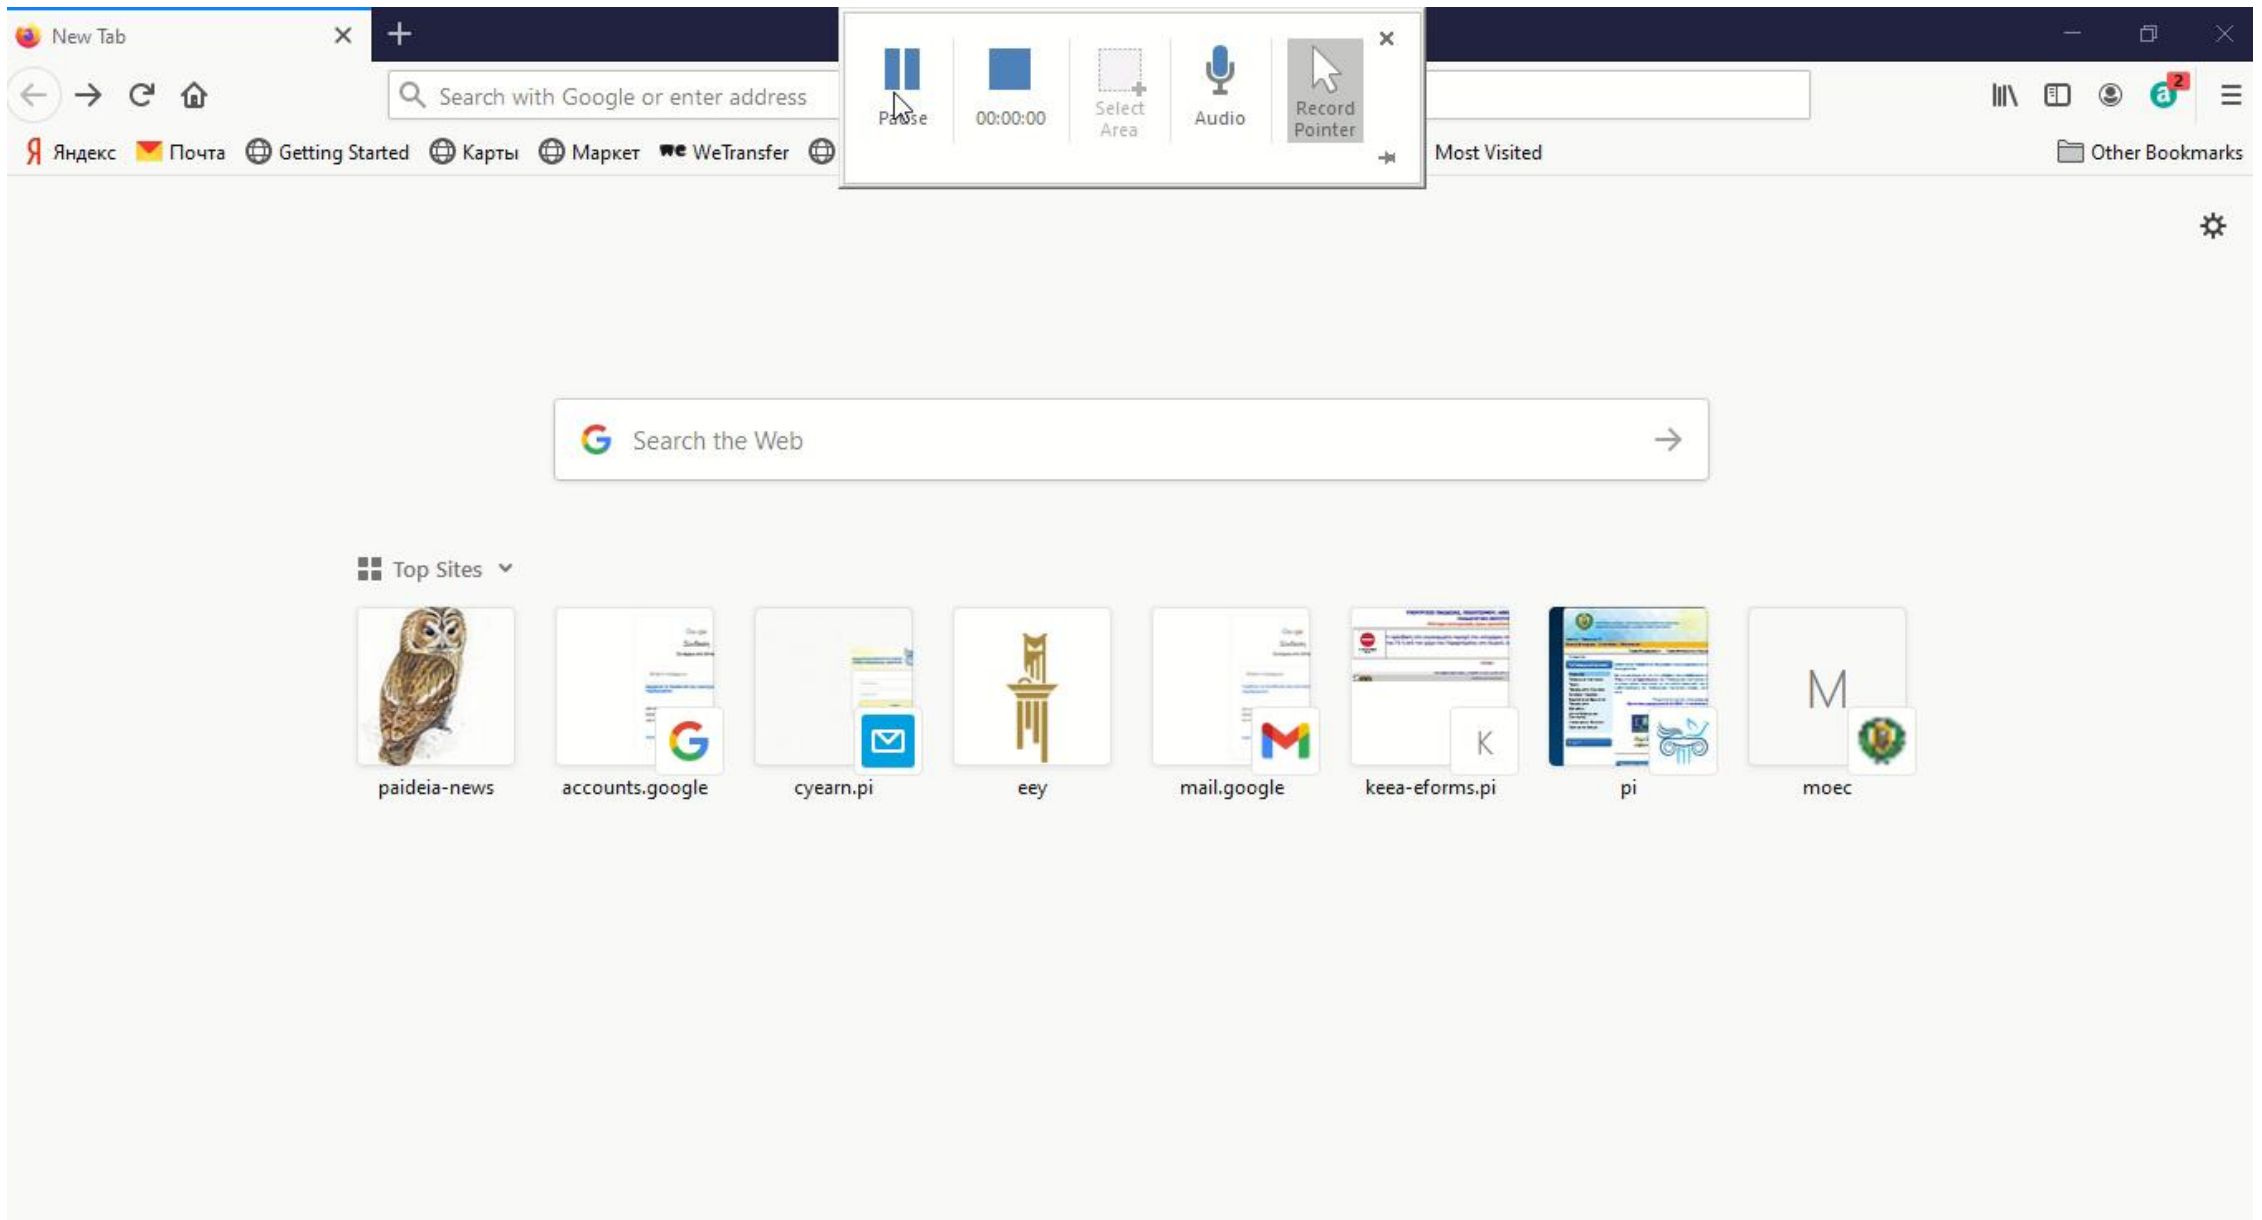 New Tab
Search with Google or enter address
Pause
00:00:00
Select
Area
Audio
Record
Pointer
2
a
Я Яндекс Почта Getting Started Карты Маркет we WeTransfer Most Visited Other Bookmarks
G Search the Web
Top Sites
Google
G
M
K
M
paideia-news accounts.google cyearn.pi eey mail.google keea-eforms.pi pi moec